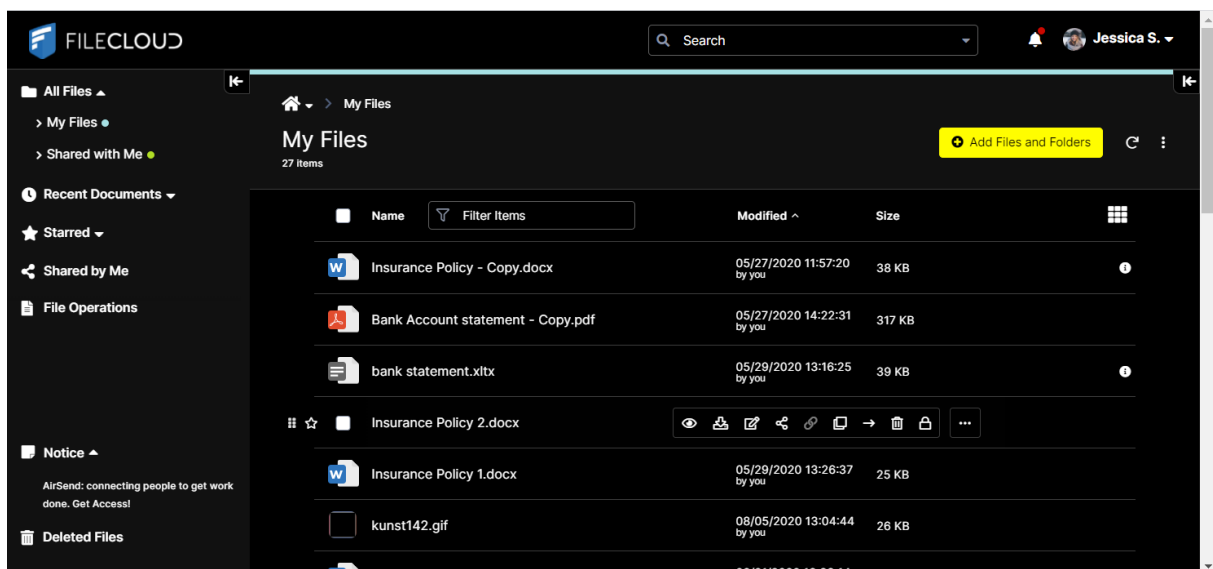 FILECLOUD
Search
Jessica S.
All Files
My Files
Shared with Me
Recent Documents
Starred
Shared by Me
File Operations
Notice
AirSend: connecting people to get work
done. Get Access!
Deleted Files
My Files
My Files
27 items
Add Files and Folders
Name
Filter Items
Modified
Size
Insurance Policy - Copy.docx
05/27/2020 11:57:20
by you
38 KB
Bank Account statement - Copy.pdf
05/27/2020 14:22:31
by you
317 KB
bank statement.xltx
05/29/2020 13:16:25
by you
39 KB
Insurance Policy 2.docx
Insurance Policy 1.docx
05/29/2020 13:26:37
by you
25 KB
kunst142.gif
08/05/2020 13:04:44
by you
26 KB